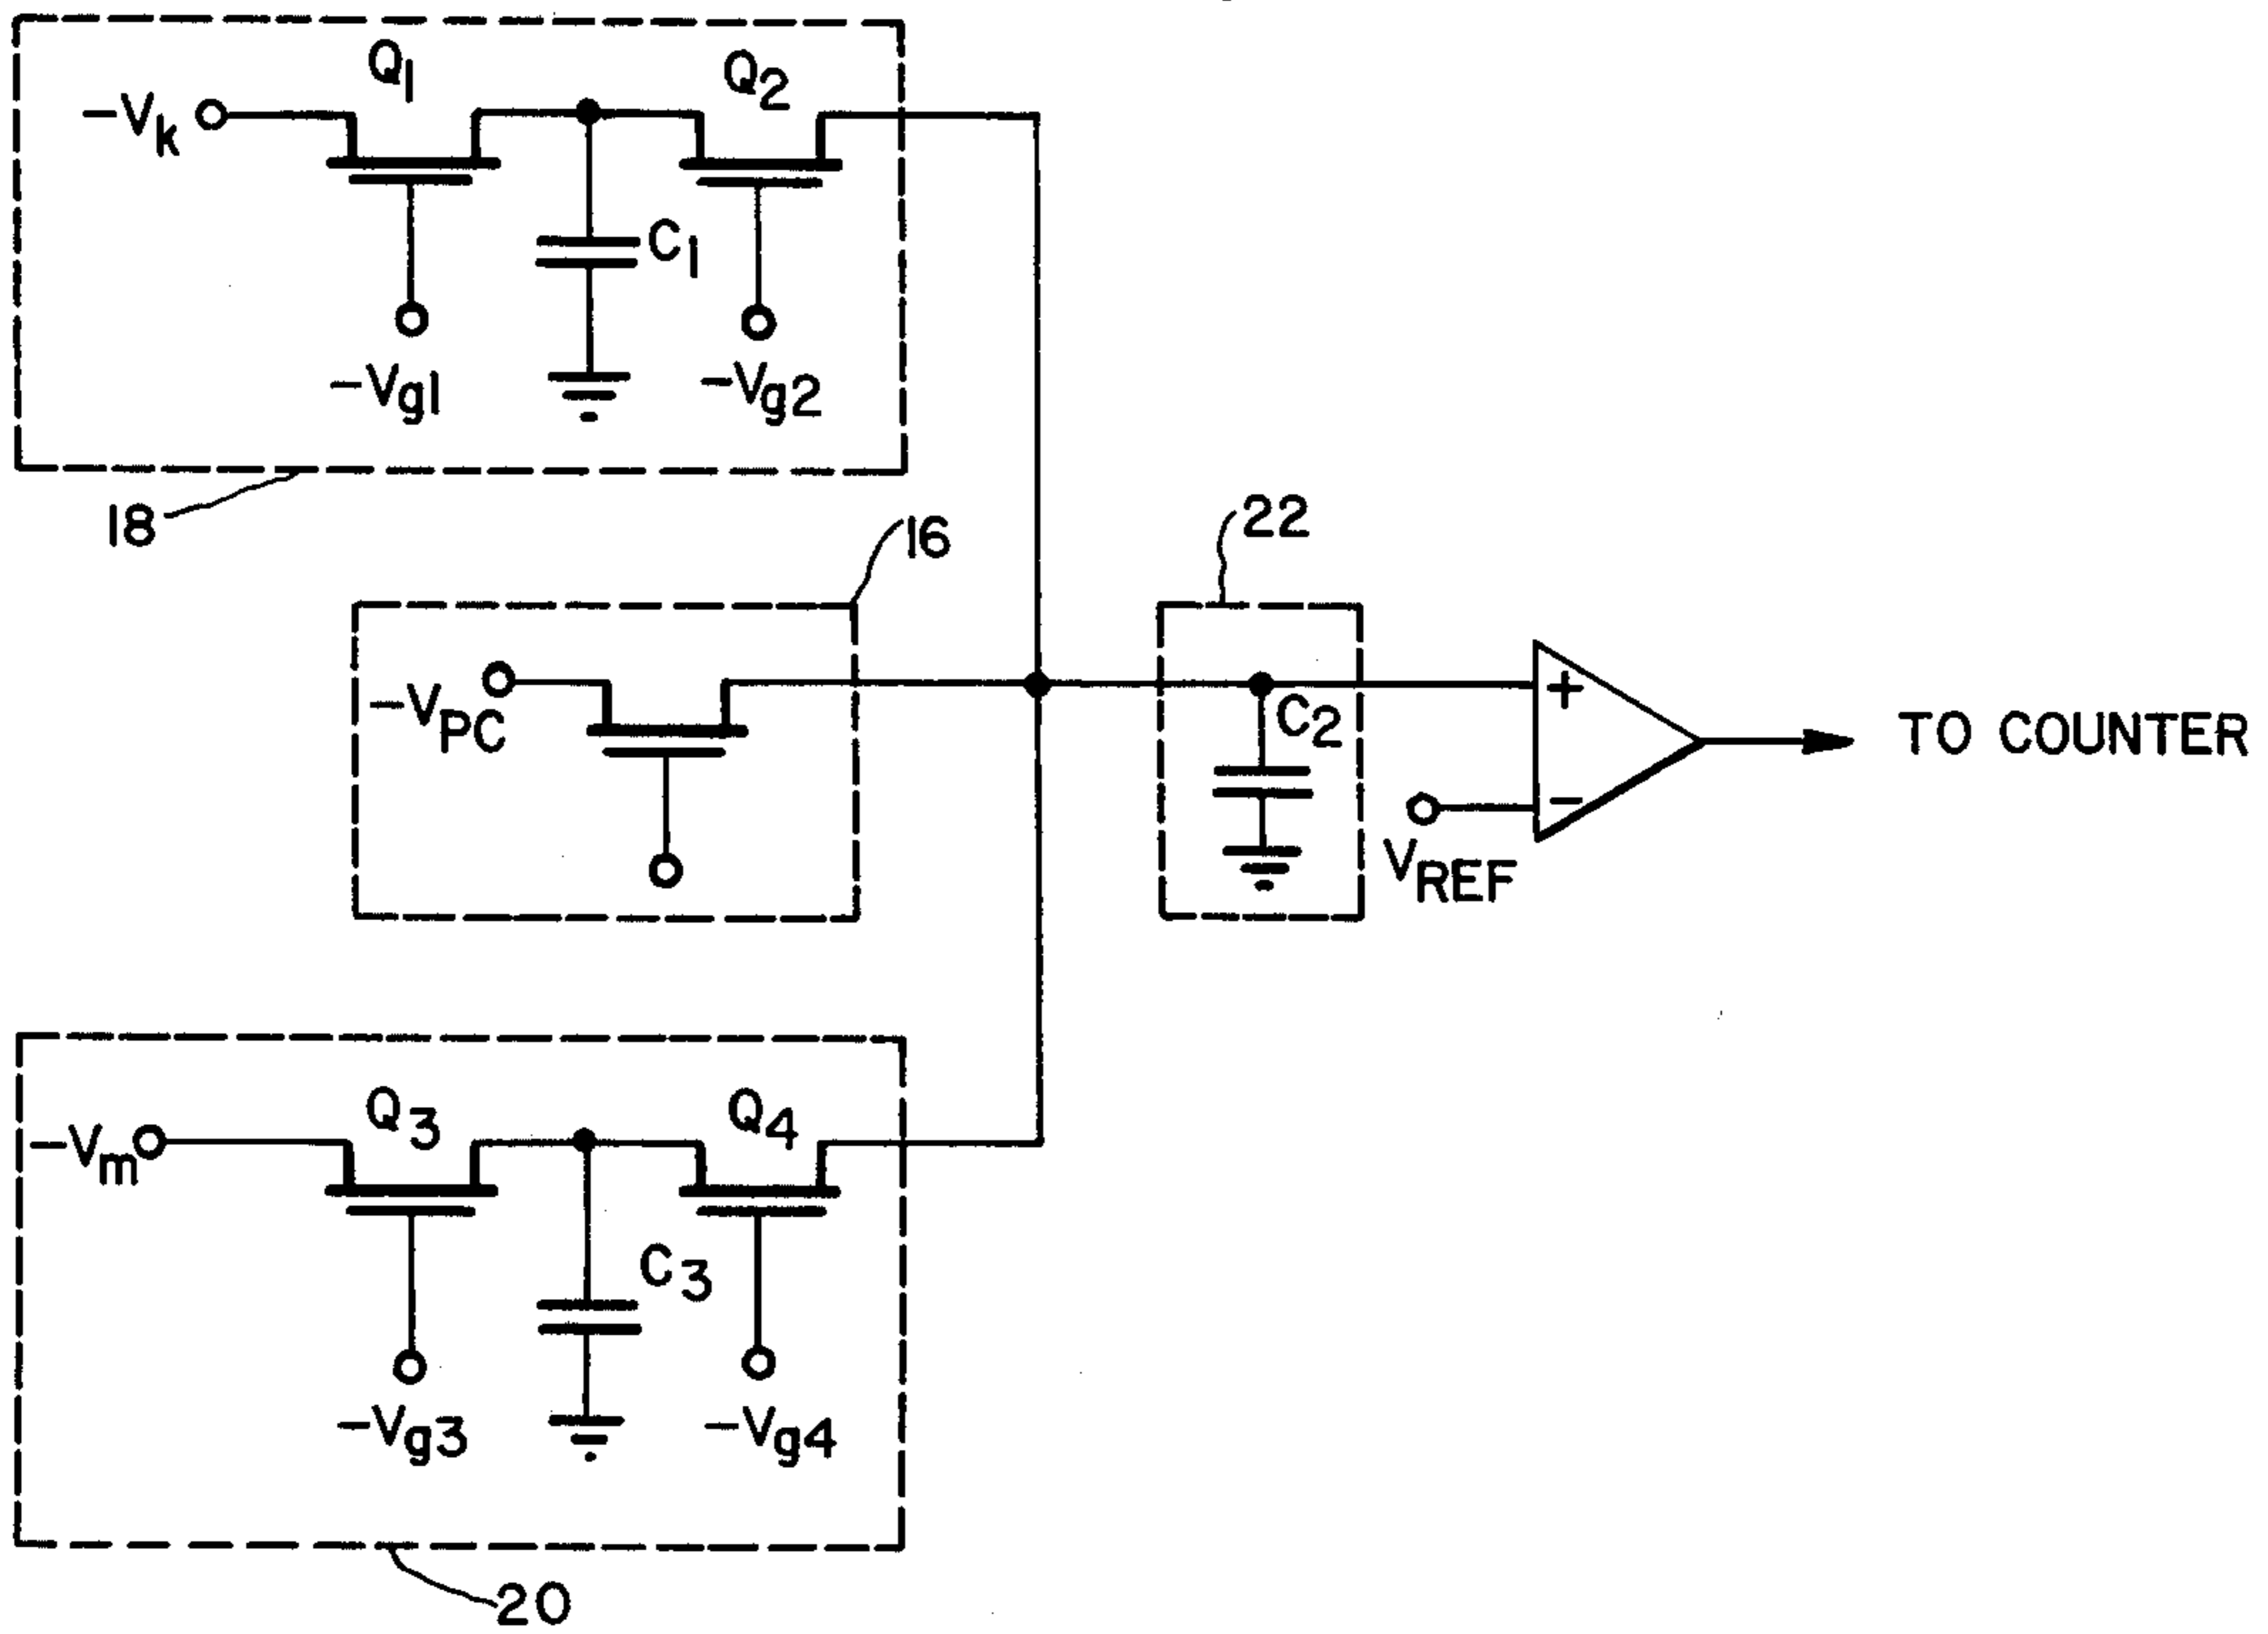 Q1
Q2
-Vk
C1
-Vg1
-Vg2
18
16
22
-VPC
C2
+
-
VREF
TO COUNTER
Q3
Q4
-Vm
C3
-Vg3
-Vg4
20